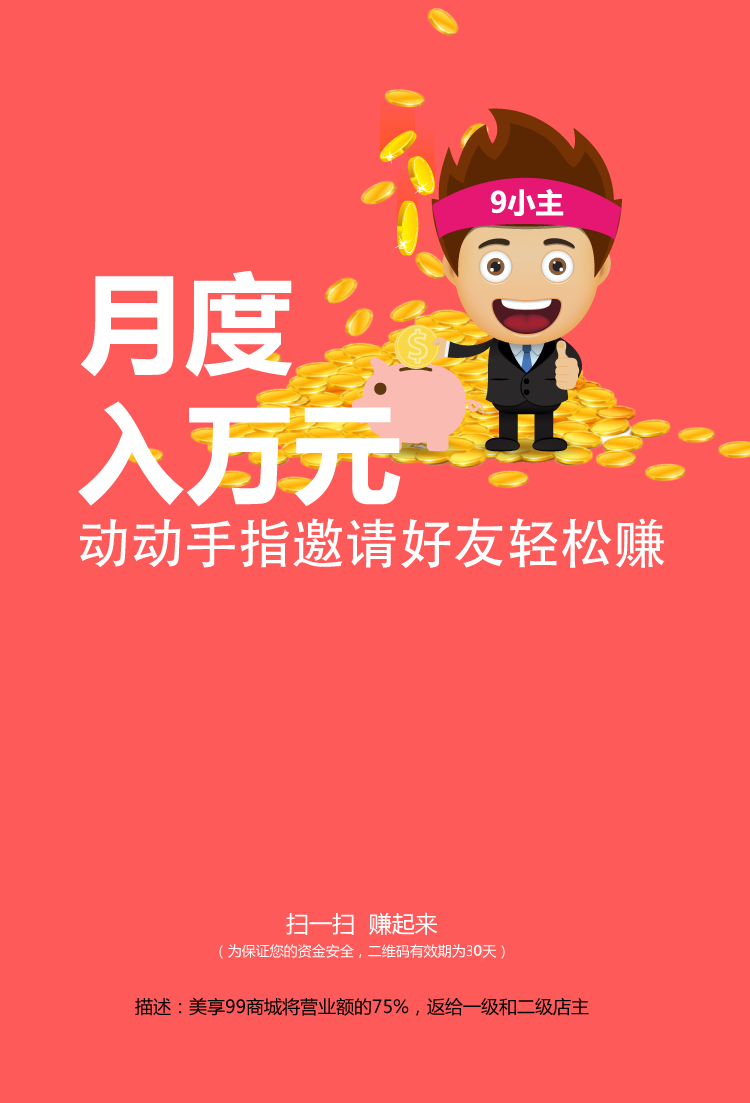 9小主
月度
入万元
动动手指邀请好友轻松赚
扫一扫 赚起来
（为保证您的资金安全，二维码有效期为30天）
描述：美享99商城将营业额的75%，返给一级和二级店主